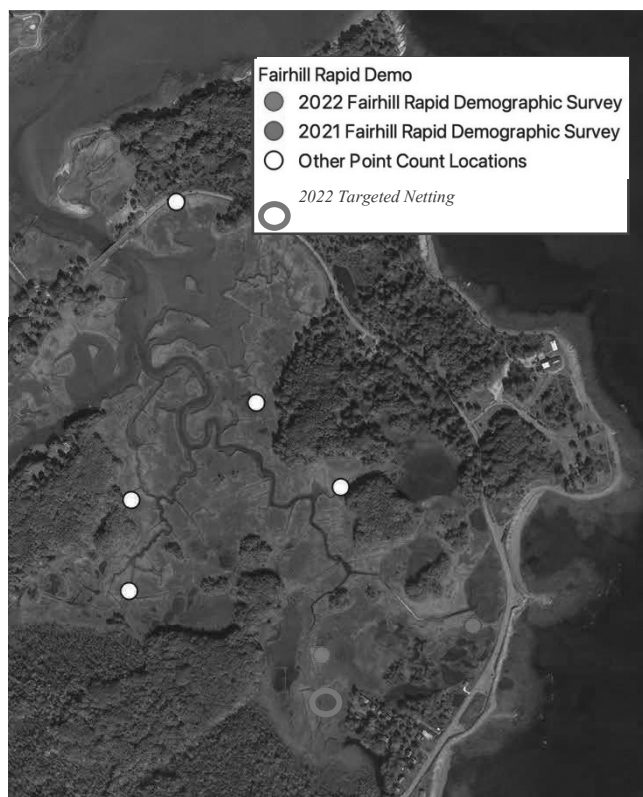 Fairhill Rapid Demo
2022 Fairhill Rapid Demographic Survey
2021 Fairhill Rapid Demographic Survey
Other Point Count Locations
2022 Targeted Netting